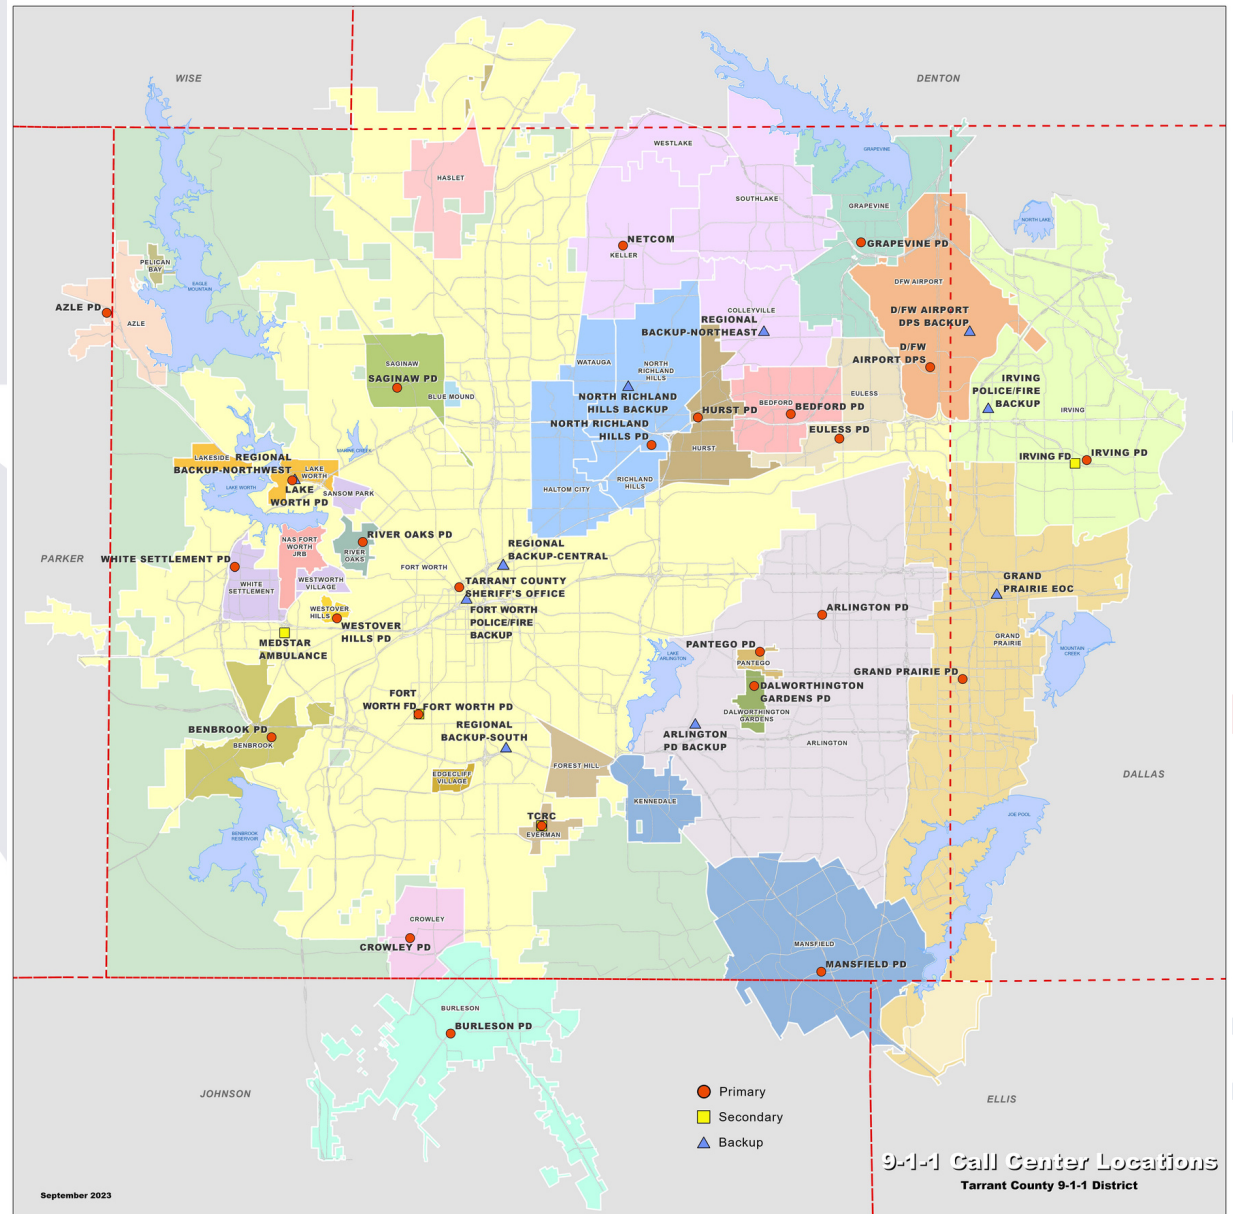 WISE
DENTON
WESTLAKE
GRAPEVINE
HASLET
SOUTHLAKE
GRAPEVINE
NORTH LAKE
NETCOM
KELLER
GRAPEVINE PD
PELICAN
BAY
EAGLE
MOUNTAIN
DFW AIRPORT
AZLE PD
AZLE
COLLEYVILLE
REGIONAL
BACKUP-NORTHEAST
D/FW AIRPORT
DPS BACKUP
D/FW
AIRPORT DPS
SAGINAW
SAGINAW PD
BLUE MOUND
WATAUGA
NORTH
RICHLAND
HILLS
NORTH RICHLAND
HILLS BACKUP
NORTH RICHLAND
HILLS PD
HURST PD
HURST
BEDFORD
BEDFORD PD
EULESS
EULESS PD
IRVING
POLICE/FIRE
BACKUP
IRVING
IRVING FD
IRVING PD
LAKESIDE
REGIONAL
BACKUP-NORTHWEST
LAKE
WORTH
LAKE WORTH
LAKE
WORTH PD
MARINE CREEK
SANSOM PARK
HALTOM CITY
RICHLAND
HILLS
RIVER OAKS PD
RIVER
OAKS
NAS FORT
WORTH
JRB
PARKER
WHITE SETTLEMENT PD
WHITE
SETTLEMENT
WESTWORTH
VILLAGE
FORT WORTH
REGIONAL
BACKUP-CENTRAL
TARRANT COUNTY
SHERIFF'S OFFICE
FORT WORTH
POLICE/FIRE
BACKUP
WESTOVER
HILLS
WESTOVER
HILLS PD
MEDSTAR
AMBULANCE
GRAND
PRAIRIE EOC
ARLINGTON PD
GRAND
PRAIRIE
MOUNTAIN
CREEK
LAKE
ARLINGTON
PANTEGO PD
PANTEGO
GRAND PRAIRIE PD
DALWORTHINGTON
GARDENS PD
DALWORTHINGTON
GARDENS
FORT
WORTH FD
FORT WORTH PD
REGIONAL
BACKUP-SOUTH
BENBROOK PD
BENBROOK
ARLINGTON
PD BACKUP
ARLINGTON
EDGECLIFF
VILLAGE
FOREST HILL
DALLAS
KENNEDALE
TCRC
EVERMAN
BENBROOK
RESERVOIR
JOE POOL
CROWLEY
CROWLEY PD
MANSFIELD
MANSFIELD PD
BURLESON
BURLESON PD
JOHNSON
ELLIS
Primary
Secondary
Backup
9-1-1 Call Center Locations
Tarrant County 9-1-1 District
September 2023